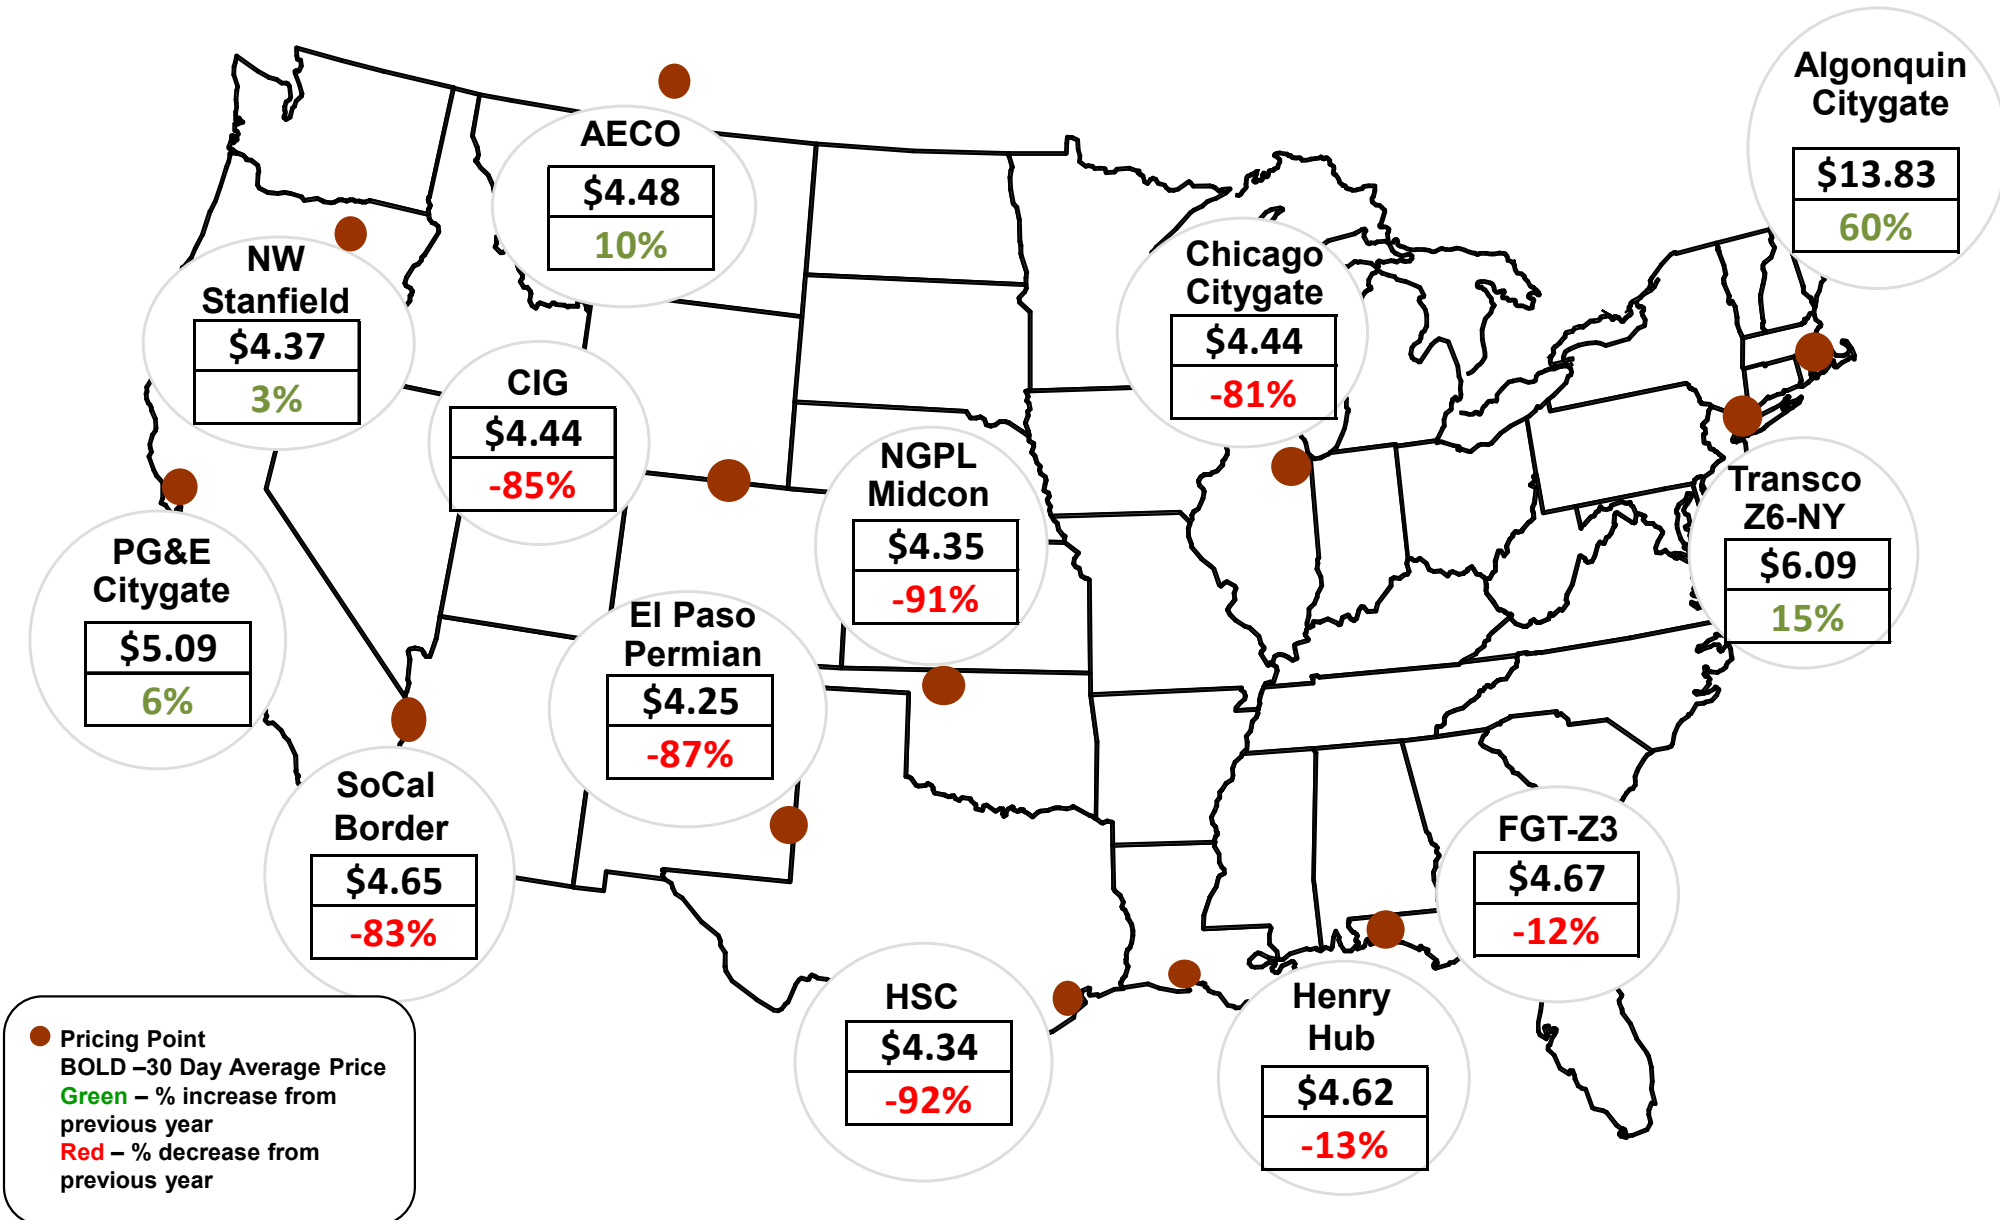 Algonquin
Citygate
$13.83
60%
AECO
$4.48
10%
NW
Stanfield
$4.37
3%
Chicago
Citygate
$4.44
-81%
CIG
$4.44
-85%
NGPL
Midcon
$4.35
-91%
Transco
Z6-NY
$6.09
15%
PG&E
Citygate
$5.09
6%
El Paso
Permian
$4.25
-87%
SoCal
Border
$4.65
-83%
FGT-Z3
$4.67
-12%
HSC
$4.34
-92%
Henry
Hub
$4.62
-13%
Pricing Point
BOLD –30 Day Average Price
Green – % increase from
previous year
Red – % decrease from
previous year